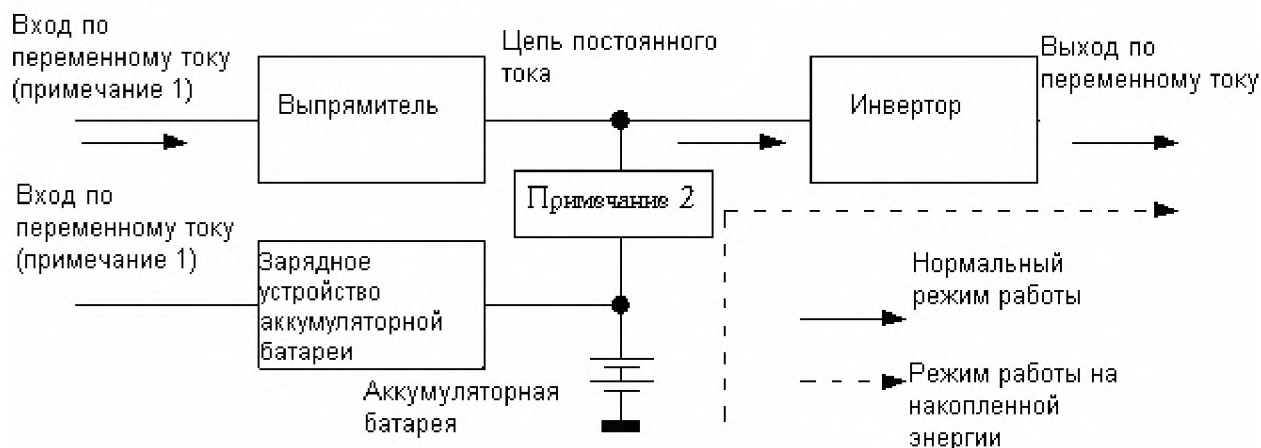 Вход по
переменному току
(примечание 1)
Выпрямитель
Цепь постоянного
тока
Инвертор
Выход по
переменному току
Примечание 2
Вход по
переменному току
(примечание 1)
Зарядное
устройство
аккумуляторной
батареи
Аккумуляторная
батарея
Нормальный
режим работы
Режим работы на
накопленной
энергии